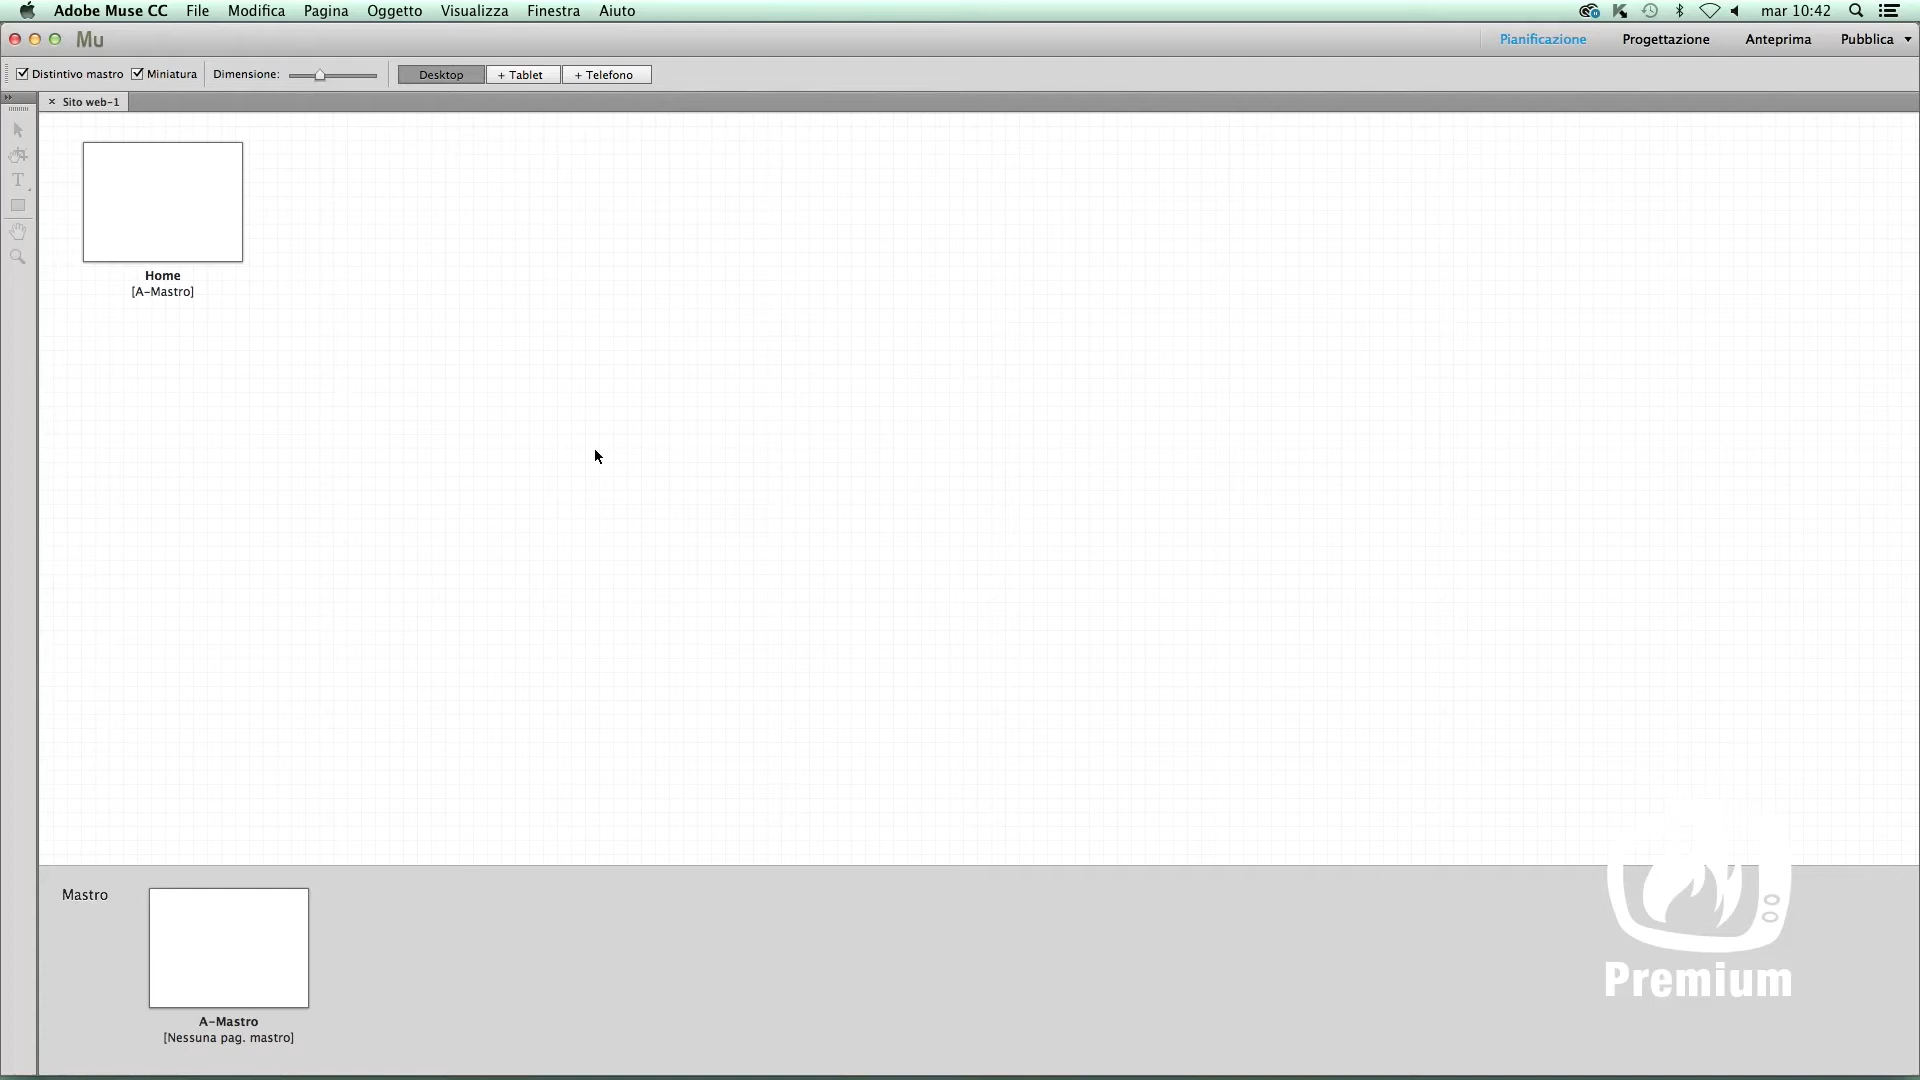 Adobe Muse CC File Modifica Pagina Oggetto Visualizza Finestra Aiuto mar 10:42
Mu Pianificazione Progettazione Anteprima Pubblica
Distintivo mastro Miniatura Dimensione: Desktop + Tablet + Telefono
× Sito web-1
T
Home
[A-Mastro]
Mastro
A-Mastro
[Nessuna pag. mastro]
Premium